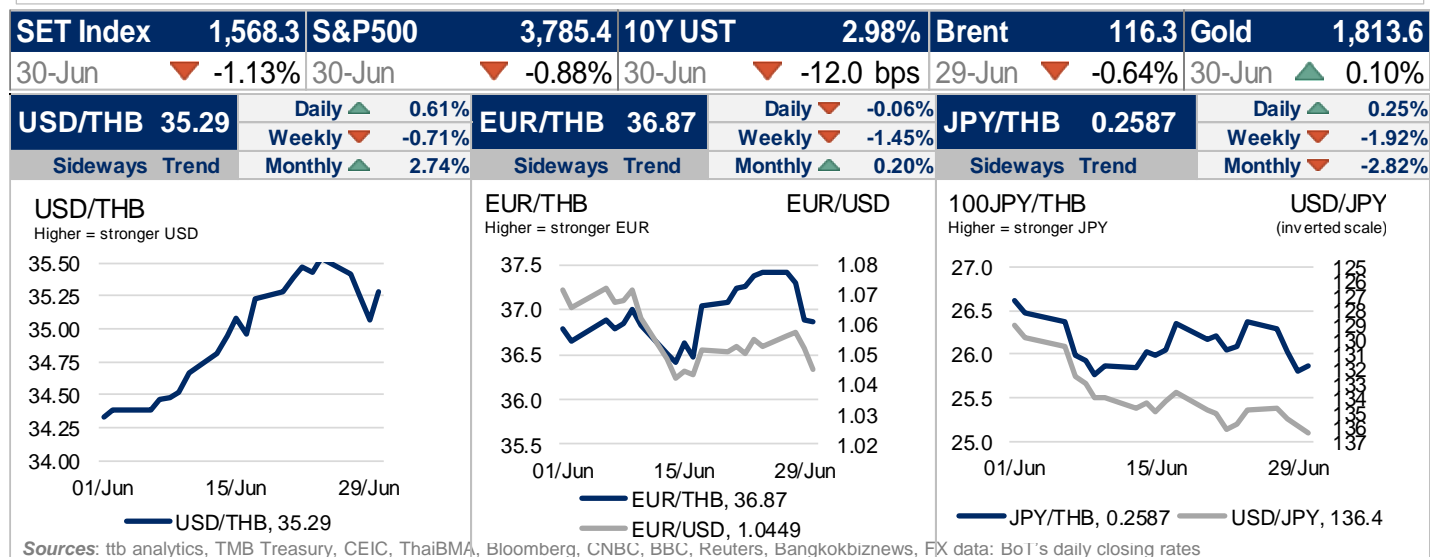 SET Index 1,568.3 S&P500 3,785.4 10Y UST 2.98% Brent 116.3 Gold 1,813.6
30-Jun -1.13% 30-Jun -0.88% 30-Jun -12.0 bps 29-Jun -0.64% 30-Jun 0.10%
USD/THB 35.29
Sideways Trend
Daily 0.61%
Weekly -0.71%
Monthly 2.74%
EUR/THB 36.87
Sideways Trend
Daily -0.06%
Weekly -1.45%
Monthly 0.20%
JPY/THB 0.2587
Sideways Trend
Daily 0.25%
Weekly -1.92%
Monthly -2.82%
USD/THB
Higher = stronger USD
35.50
35.25
35.00
34.75
34.50
34.25
34.00
01/Jun 15/Jun 29/Jun
USD/THB, 35.29
EUR/THB EUR/USD
Higher = stronger EUR
37.5
37.0
36.5
36.0
35.5
1.08
1.07
1.06
1.05
1.04
1.03
1.02
01/Jun 15/Jun 29/Jun
EUR/THB, 36.87
EUR/USD, 1.0449
100JPY/THB USD/JPY
Higher = stronger JPY (inverted scale)
27.0
26.5
26.0
25.5
25.0
125
126
127
128
129
130
131
132
133
134
135
136
137
01/Jun 15/Jun 29/Jun
JPY/THB, 0.2587 USD/JPY, 136.4
Sources: ttb analytics, TMB Treasury, CEIC, ThaiBMA, Bloomberg, CNBC, BBC, Reuters, Bangkokbiznews, FX data: BoT's daily closing rates